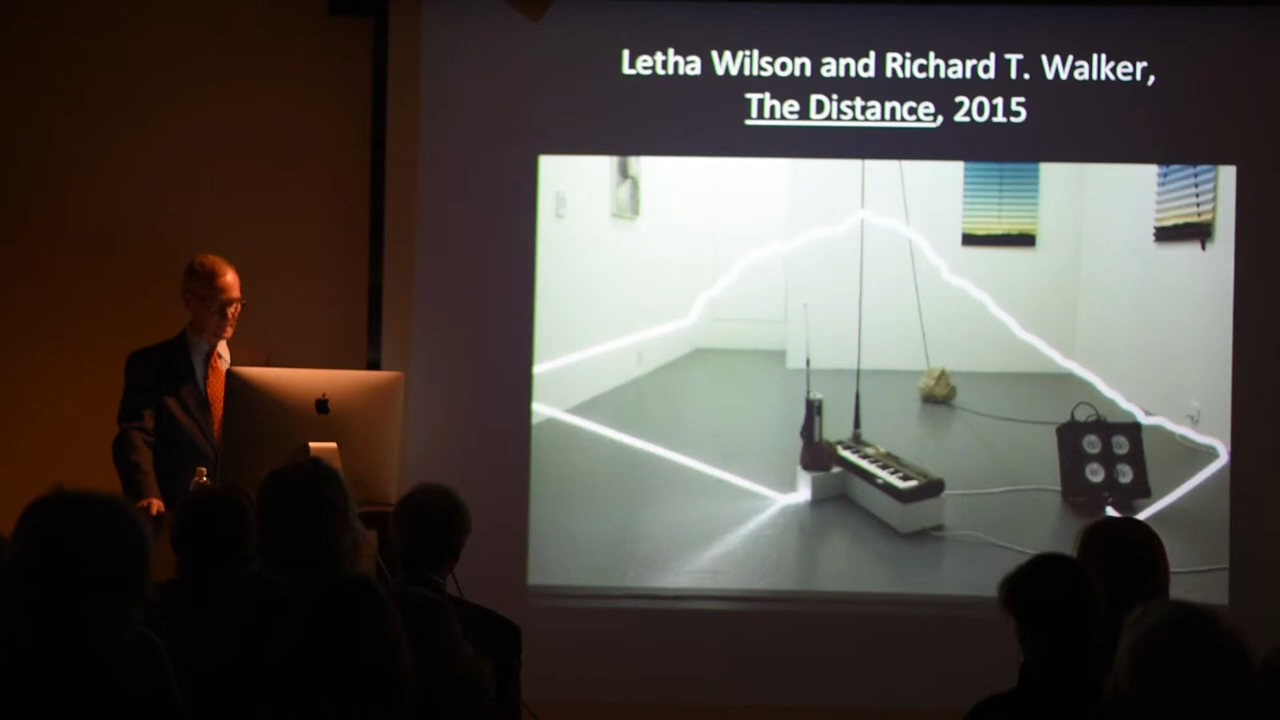 Letha Wilson and Richard T. Walker,
The Distance, 2015